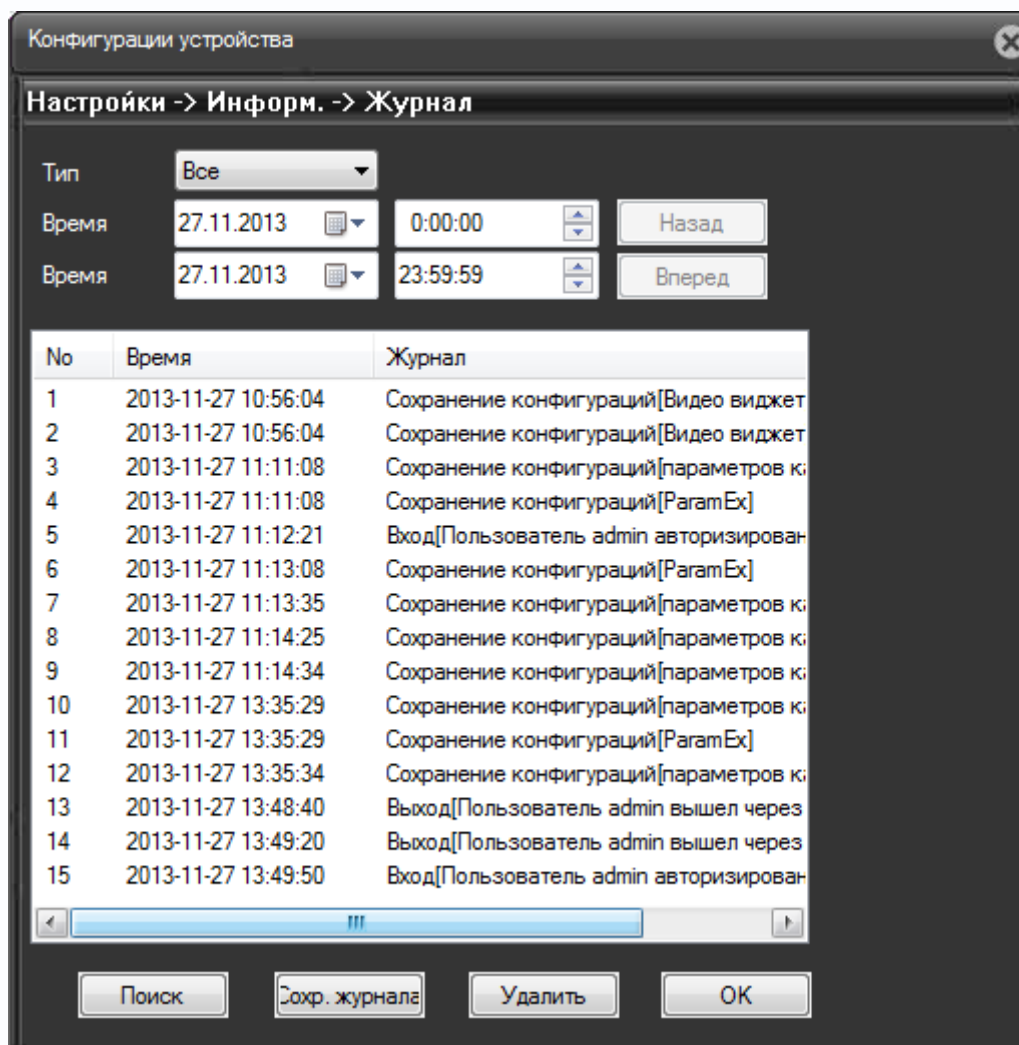 Конфигурации устройства
Настройки -> Информ. -> Журнал
Тип Все
Время 27.11.2013 0:00:00 Назад
Время 27.11.2013 23:59:59 Вперед
No Время Журнал
1 2013-11-27 10:56:04 Сохранение конфигураций[Видео виджет
2 2013-11-27 10:56:04 Сохранение конфигураций[Видео виджет
3 2013-11-27 11:11:08 Сохранение конфигураций[параметров ка
4 2013-11-27 11:11:08 Сохранение конфигураций[ParamEx]
5 2013-11-27 11:12:21 Вход[Пользователь admin авторизирован
6 2013-11-27 11:13:08 Сохранение конфигураций[ParamEx]
7 2013-11-27 11:13:35 Сохранение конфигураций[параметров ка
8 2013-11-27 11:14:25 Сохранение конфигураций[параметров ка
9 2013-11-27 11:14:34 Сохранение конфигураций[параметров ка
10 2013-11-27 13:35:29 Сохранение конфигураций[параметров ка
11 2013-11-27 13:35:29 Сохранение конфигураций[ParamEx]
12 2013-11-27 13:35:34 Сохранение конфигураций[параметров ка
13 2013-11-27 13:48:40 Выход[Пользователь admin вышел через
14 2013-11-27 13:49:20 Выход[Пользователь admin вышел через
15 2013-11-27 13:49:50 Вход[Пользователь admin авторизирован
Поиск Сохр. журнала Удалить OK